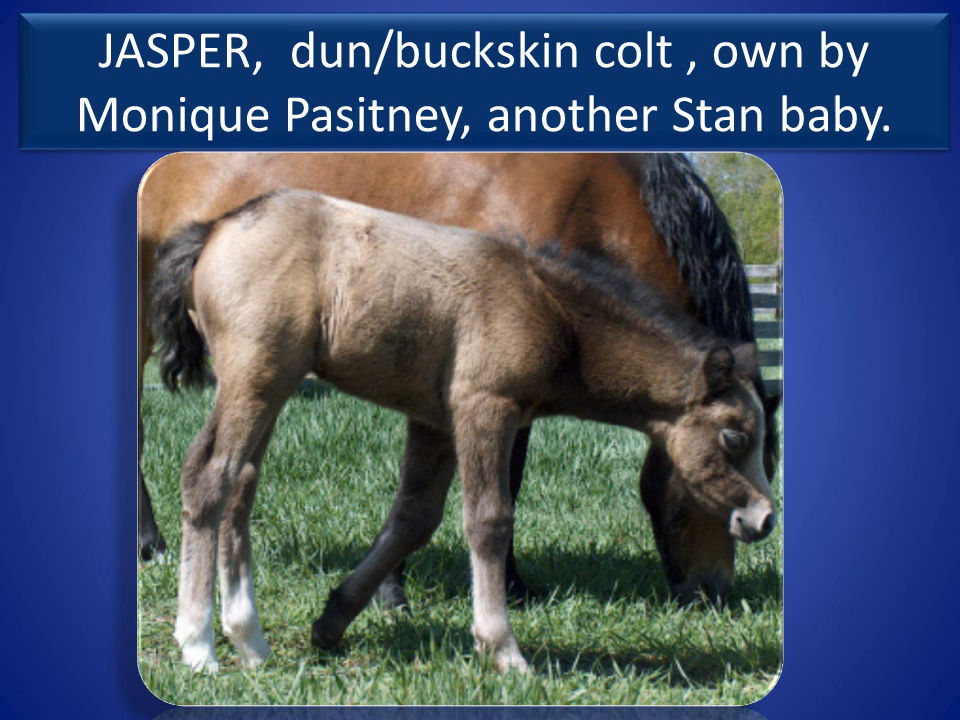 JASPER,  dun/buckskin colt , own by
Monique Pasitney, another Stan baby.